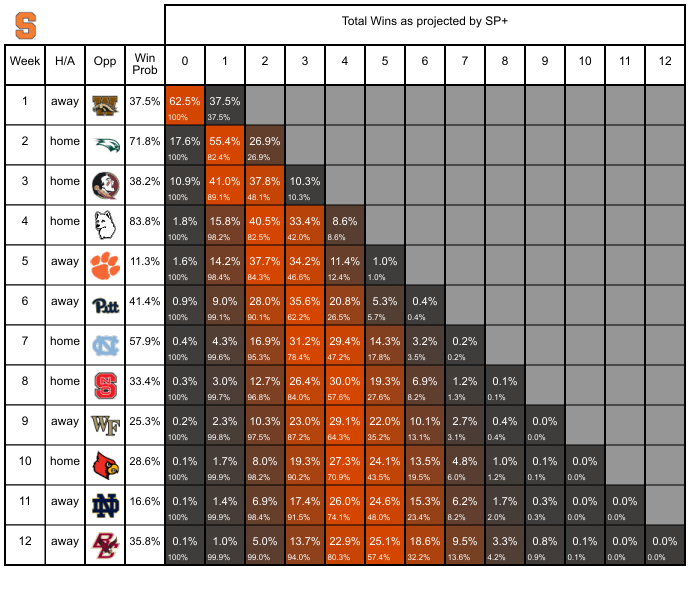 S
Total Wins as projected by SP+
Week H/A Opp Win Prob 0 1 2 3 4 5 6 7 8 9 10 11 12
1 away W 37.5% 62.5% 37.5%
100% 37.5%
2 home 71.8% 17.6% 55.4% 26.9%
100% 82.4% 26.9%
3 home 38.2% 10.9% 41.0% 37.8% 10.3%
100% 89.1% 48.1% 10.3%
4 home 83.8% 1.8% 15.8% 40.5% 33.4% 8.6%
100% 98.2% 82.5% 42.0% 8.6%
5 away 11.3% 1.6% 14.2% 37.7% 34.2% 11.4% 1.0%
100% 98.4% 84.3% 46.6% 12.4% 1.0%
6 away Pitt 41.4% 0.9% 9.0% 28.0% 35.6% 20.8% 5.3% 0.4%
100% 99.1% 90.1% 62.2% 26.5% 5.7% 0.4%
7 home NC 57.9% 0.4% 4.3% 16.9% 31.2% 29.4% 14.3% 3.2% 0.2%
100% 99.6% 95.3% 78.4% 47.2% 17.8% 3.5% 0.2%
8 home NCS 33.4% 0.3% 3.0% 12.7% 26.4% 30.0% 19.3% 6.9% 1.2% 0.1%
100% 99.7% 96.8% 84.0% 57.6% 27.6% 8.2% 1.3% 0.1%
9 away WF 25.3% 0.2% 2.3% 10.3% 23.0% 29.1% 22.0% 10.1% 2.7% 0.4% 0.0%
100% 99.8% 97.5% 87.2% 64.3% 35.2% 13.1% 3.1% 0.4% 0.0%
10 home 28.6% 0.1% 1.7% 8.0% 19.3% 27.3% 24.1% 13.5% 4.8% 1.0% 0.1% 0.0%
100% 99.9% 98.2% 90.2% 70.9% 43.5% 19.5% 6.0% 1.2% 0.1% 0.0%
11 away ND 16.6% 0.1% 1.4% 6.9% 17.4% 26.0% 24.6% 15.3% 6.2% 1.7% 0.3% 0.0% 0.0%
100% 99.9% 98.4% 91.5% 74.1% 48.0% 23.4% 8.2% 2.0% 0.3% 0.0% 0.0%
12 away BC 35.8% 0.1% 1.0% 5.0% 13.7% 22.9% 25.1% 18.6% 9.5% 3.3% 0.8% 0.1% 0.0% 0.0%
100% 99.9% 99.0% 94.0% 80.3% 57.4% 32.2% 13.6% 4.2% 0.9% 0.1% 0.0% 0.0%